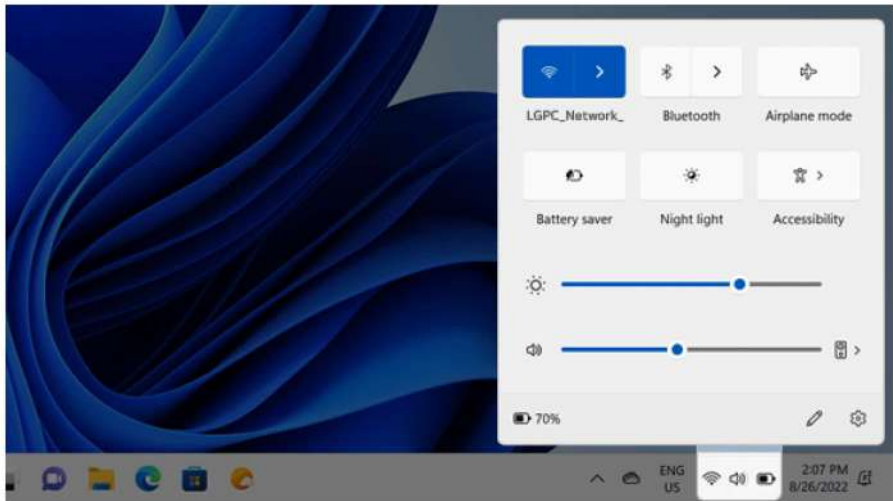 LGPC_Network_
Bluetooth
Airplane mode
Battery saver
Night light
Accessibility
70%
ENG
US
2:07 PM
8/26/2022